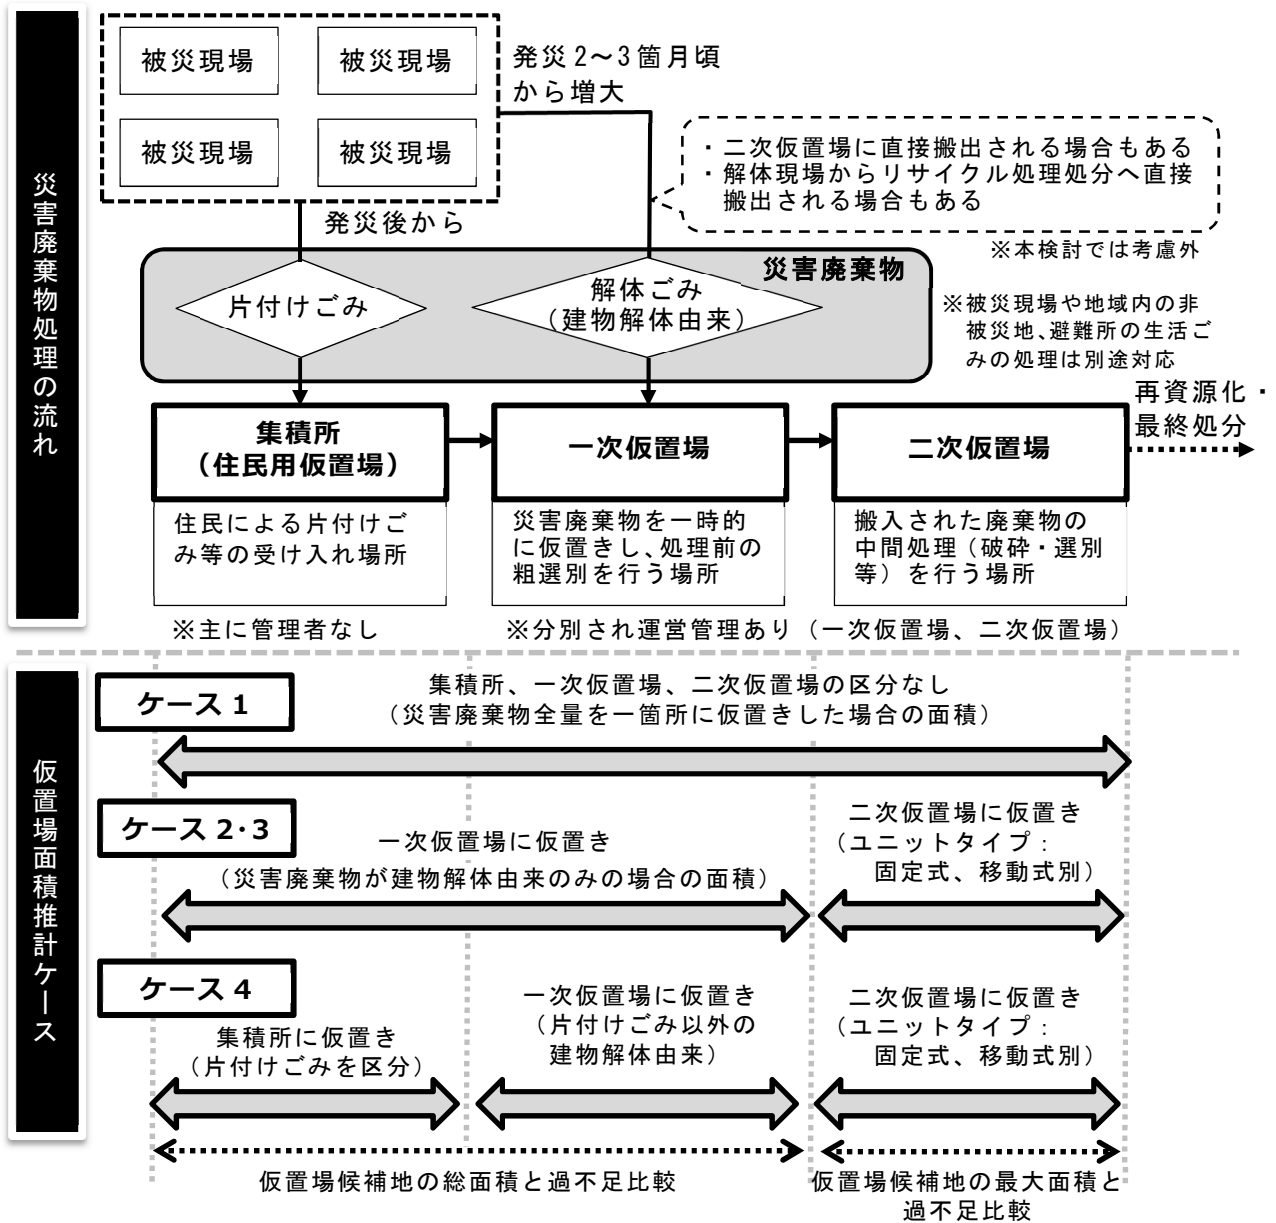 災害廃棄物処理の流れ
被災現場
被災現場
被災現場
被災現場
発災2～3箇月頃
から増大
・二次仮置場に直接搬出される場合もある
・解体現場からリサイクル処理処分へ直接
搬出される場合もある
※本検討では考慮外
発災後から
災害廃棄物
片付けごみ
解体ごみ
（建物解体由来）
※被災現場や地域内の非
被災地、避難所の生活ご
みの処理は別途対応
再資源化・
最終処分
集積所
（住民用仮置場）
一次仮置場
二次仮置場
住民による片付けご
み等の受け入れ場所
災害廃棄物を一時的
に仮置きし、処理前の
粗選別を行う場所
搬入された廃棄物の
中間処理（破砕・選別
等）を行う場所
※主に管理者なし
※分別され運営管理あり（一次仮置場、二次仮置場）
仮置場面積推計ケース
ケース 1
集積所、一次仮置場、二次仮置場の区分なし
（災害廃棄物全量を一箇所に仮置きした場合の面積）
ケース 2・3
一次仮置場に仮置き
（災害廃棄物が建物解体由来のみの場合の面積）
二次仮置場に仮置き
（ユニットタイプ：
固定式、移動式別）
ケース 4
集積所に仮置き
（片付けごみを区分）
一次仮置場に仮置き
（片付けごみ以外の
建物解体由来）
二次仮置場に仮置き
（ユニットタイプ：
固定式、移動式別）
仮置場候補地の総面積と過不足比較
仮置場候補地の最大面積と
過不足比較